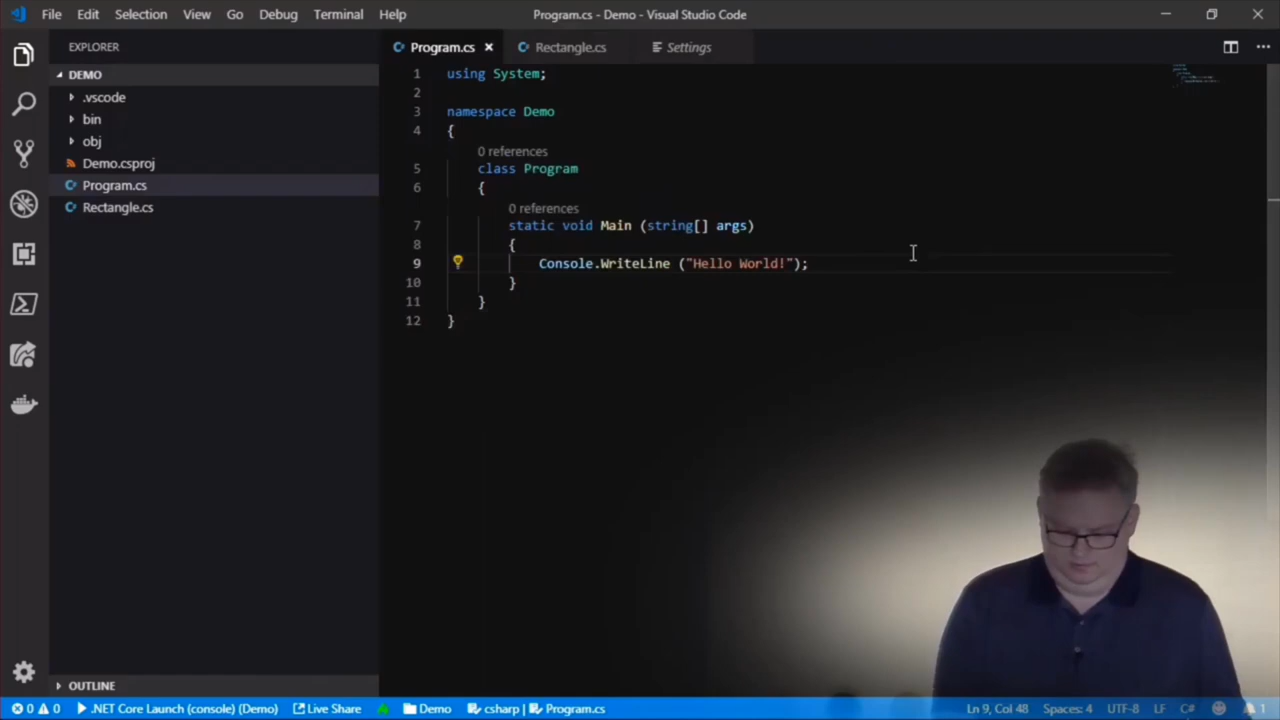 File Edit Selection View Go Debug Terminal Help Program.cs - Demo - Visual Studio Code
EXPLORER
Program.cs Rectangle.cs Settings
DEMO
.vscode
bin
obj
Demo.csproj
Program.cs
Rectangle.cs
1 using System;
2
3 namespace Demo
4 {
0 references
5 class Program
6 {
0 references
7 static void Main (string[] args)
8 {
9 Console.WriteLine ("Hello World!");
10 }
11 }
12 }
OUTLINE
0 0 .NET Core Launch (console) (Demo) Live Share Demo csharp | Program.cs Ln 9, Col 48 Spaces: 4 UTF-8 LF C# 1